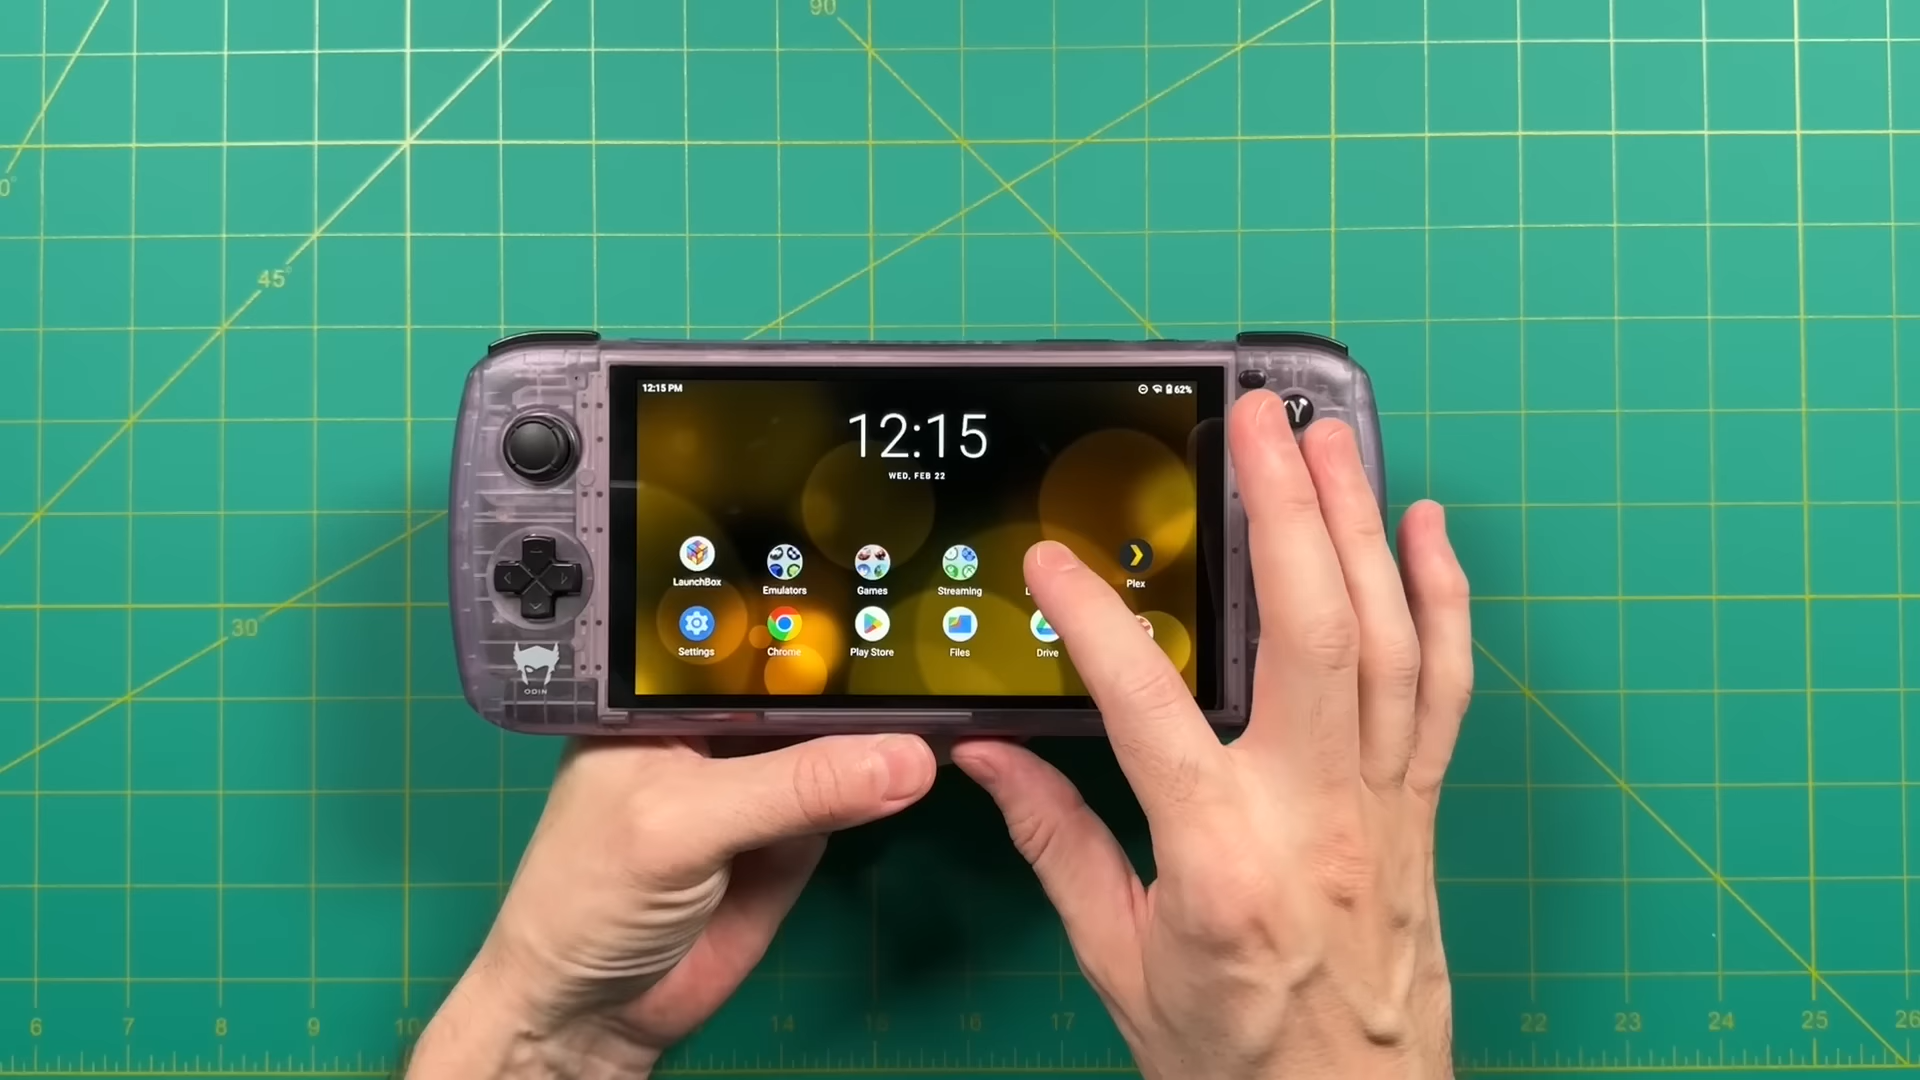 90
0°
45°
30
12:15 PM
62%
12:15
WED, FEB 22
Y
LaunchBox
Emulators
Games
Streaming
L
Plex
Settings
Chrome
Play Store
Files
Drive
ODIN
6 7 8 9 10 14 15 16 17 22 23 24 25 26